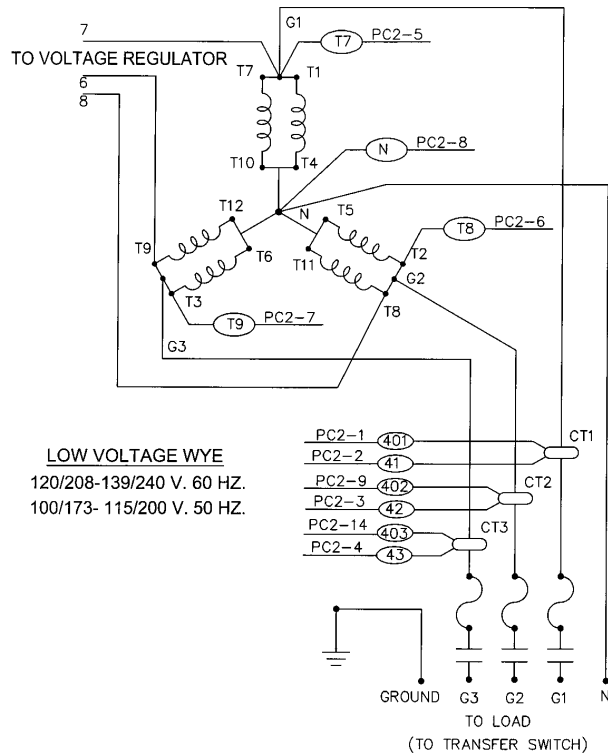 7
G1
T7
PC2-5
TO VOLTAGE REGULATOR
T7
T1
6
8
T10
T4
N
PC2-8
T12
N
T5
T8
PC2-6
T9
T6
T11
T2
G2
T3
T8
T9
PC2-7
G3
LOW VOLTAGE WYE
120/208-139/240 V. 60 HZ.
100/173- 115/200 V. 50 HZ.
PC2-1
401
CT1
PC2-2
41
PC2-9
402
CT2
PC2-3
42
PC2-14
403
CT3
PC2-4
43
GROUND
G3
G2
G1
N
TO LOAD
(TO TRANSFER SWITCH)